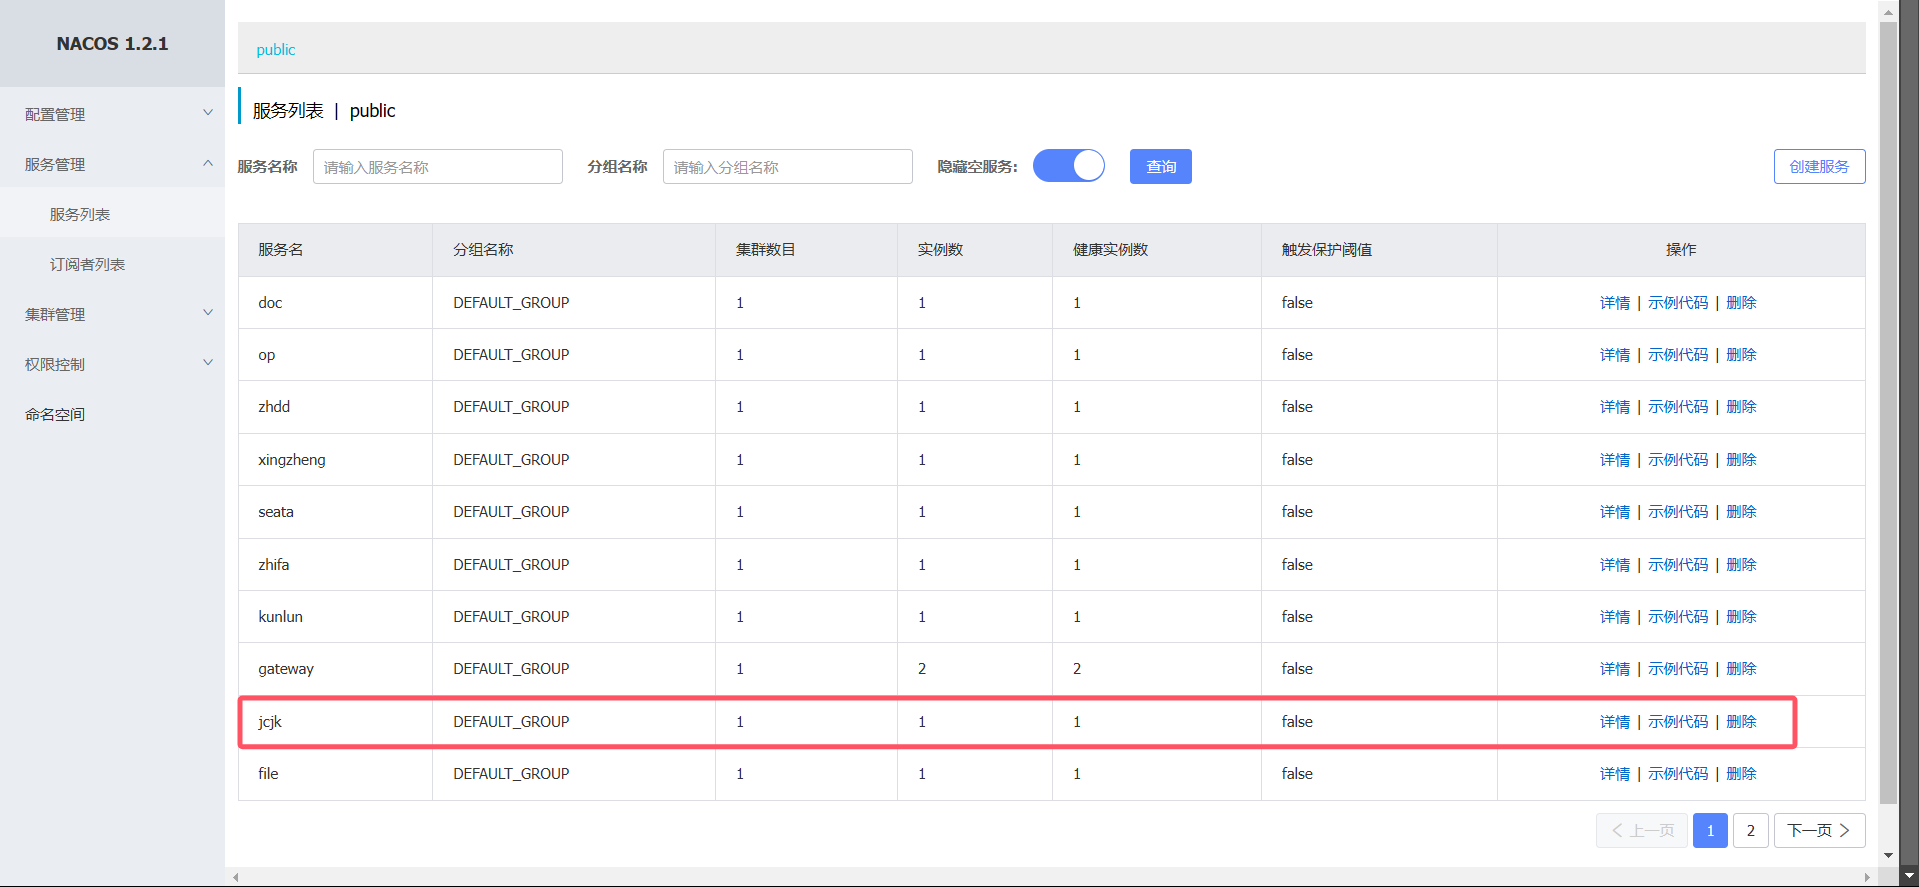 NACOS 1.2.1
配置管理
服务管理
服务列表
订阅者列表
集群管理
权限控制
命名空间
public
服务列表 | public
服务名称 请输入服务名称 分组名称 请输入分组名称 隐藏空服务: 查询 创建服务
服务名 分组名称 集群数目 实例数 健康实例数 触发保护阈值 操作
doc DEFAULT_GROUP 1 1 1 false 详情 | 示例代码 | 删除
op DEFAULT_GROUP 1 1 1 false 详情 | 示例代码 | 删除
zhdd DEFAULT_GROUP 1 1 1 false 详情 | 示例代码 | 删除
xingzheng DEFAULT_GROUP 1 1 1 false 详情 | 示例代码 | 删除
seata DEFAULT_GROUP 1 1 1 false 详情 | 示例代码 | 删除
zhifa DEFAULT_GROUP 1 1 1 false 详情 | 示例代码 | 删除
kunlun DEFAULT_GROUP 1 1 1 false 详情 | 示例代码 | 删除
gateway DEFAULT_GROUP 1 2 2 false 详情 | 示例代码 | 删除
jcjk DEFAULT_GROUP 1 1 1 false 详情 | 示例代码 | 删除
file DEFAULT_GROUP 1 1 1 false 详情 | 示例代码 | 删除
上一页 1 2 下一页